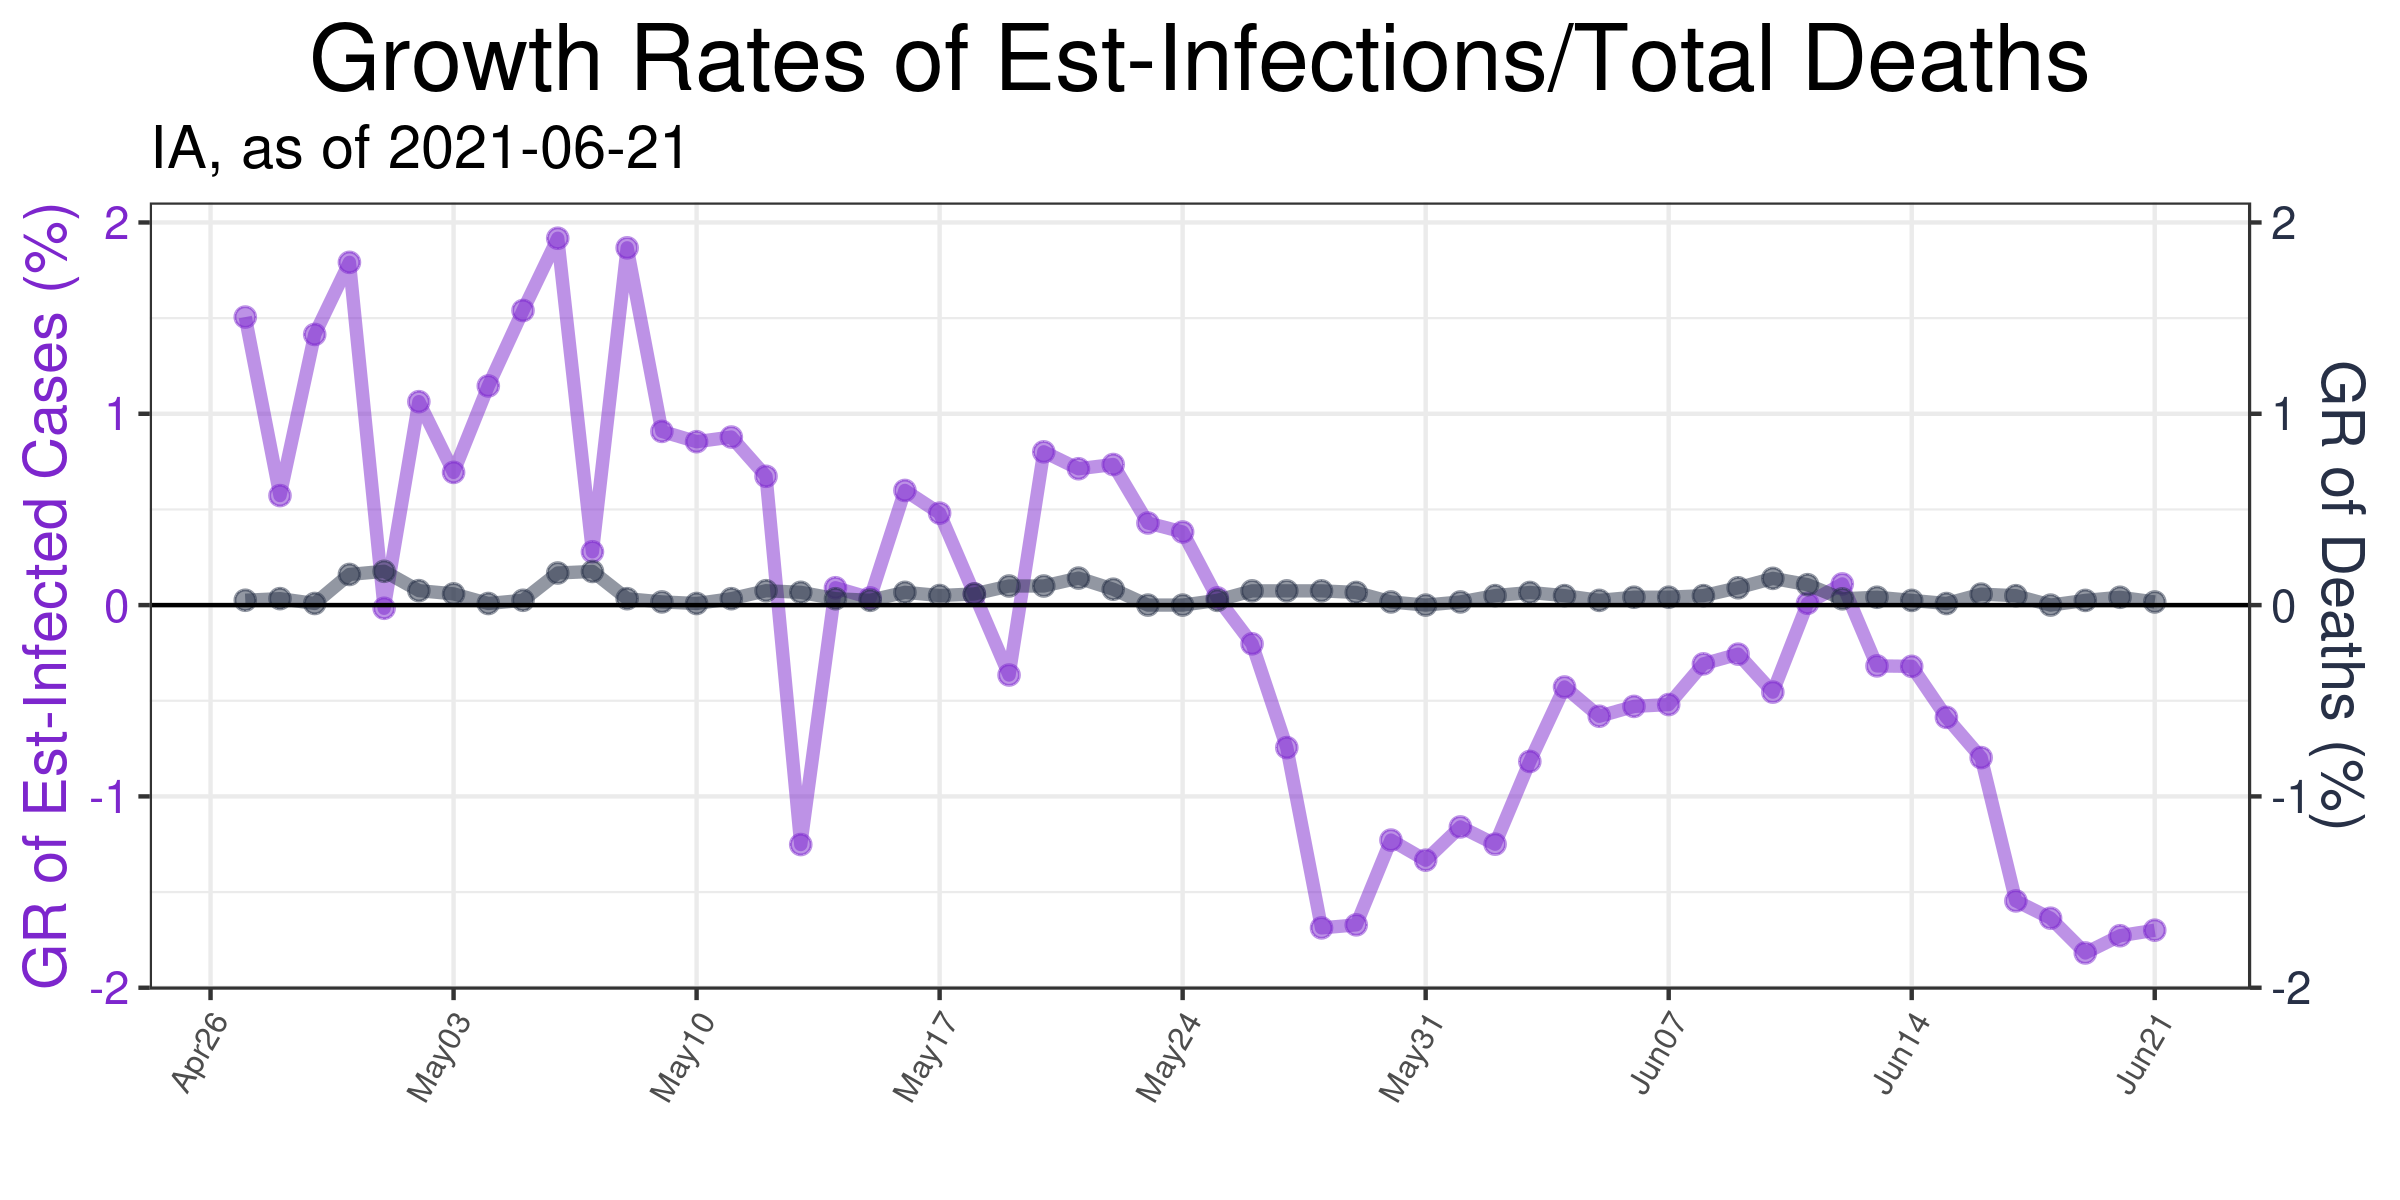 Growth Rates of Est-Infections/Total Deaths
IA, as of 2021-06-21
GR of Est-Infected Cases (%)
2
1
0
-1
-2
2
1
0
-1
-2
GR of Deaths (%)
Apr26
May03
May10
May17
May24
May31
Jun07
Jun14
Jun21